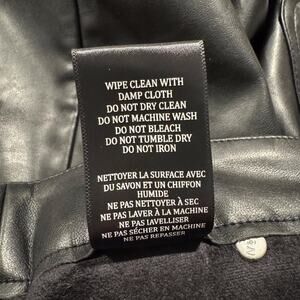 WIPE CLEAN WITH
DAMP CLOTH
DO NOT DRY CLEAN
DO NOT MACHINE WASH
DO NOT BLEACH
DO NOT TUMBLE DRY
DO NOT IRON
NETTOYER LA SURFACE AVEC
DU SAVON ET UN CHIFFON
HUMIDE
NE PAS NETTOYER À SEC
NE PAS LAVER À LA MACHINE
NE PAS JAVELLISER
NE PAS SÉCHER EN MACHINE
NE PAS REPASSER